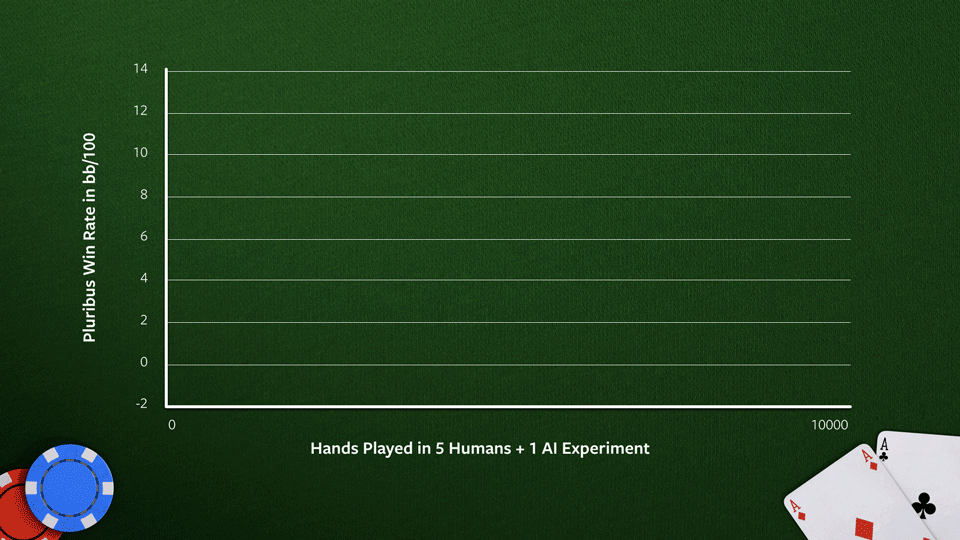 14
12
10
8
6
4
2
0
-2
Pluribus Win Rate in bb/100
0 10000
Hands Played in 5 Humans + 1 AI Experiment
A
A
A